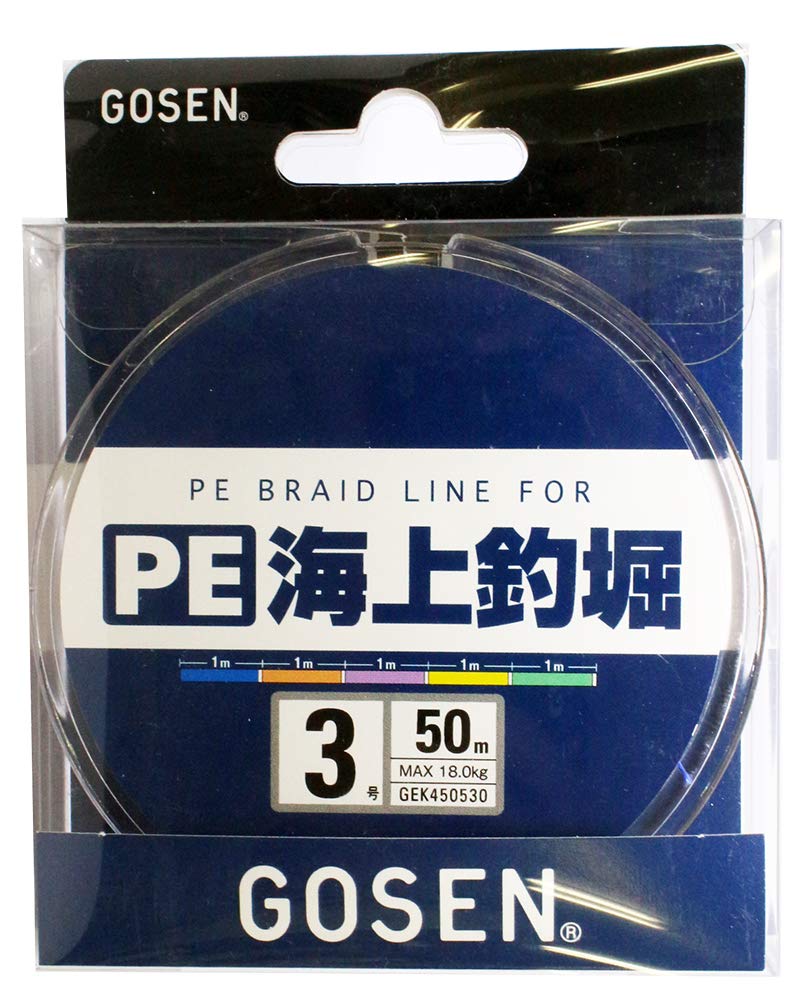 GOSEN®
PE BRAID LINE FOR
PE海上釣堀
1m 1m 1m 1m 1m
3号
50m
MAX 18.0kg
GEK450530
GOSEN®